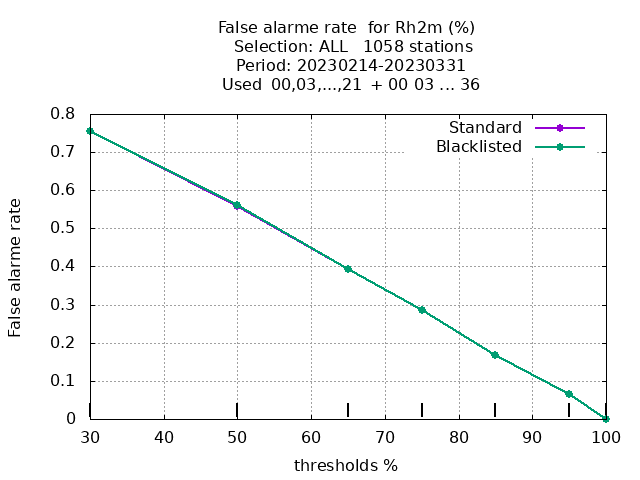 False alarme rate for Rh2m (%)
Selection: ALL 1058 stations
Period: 20230214-20230331
Used 00,03,...,21 + 00 03 ... 36
Standard
Blacklisted
False alarme rate
0.8
0.7
0.6
0.5
0.4
0.3
0.2
0.1
0
30 40 50 60 70 80 90 100
thresholds %